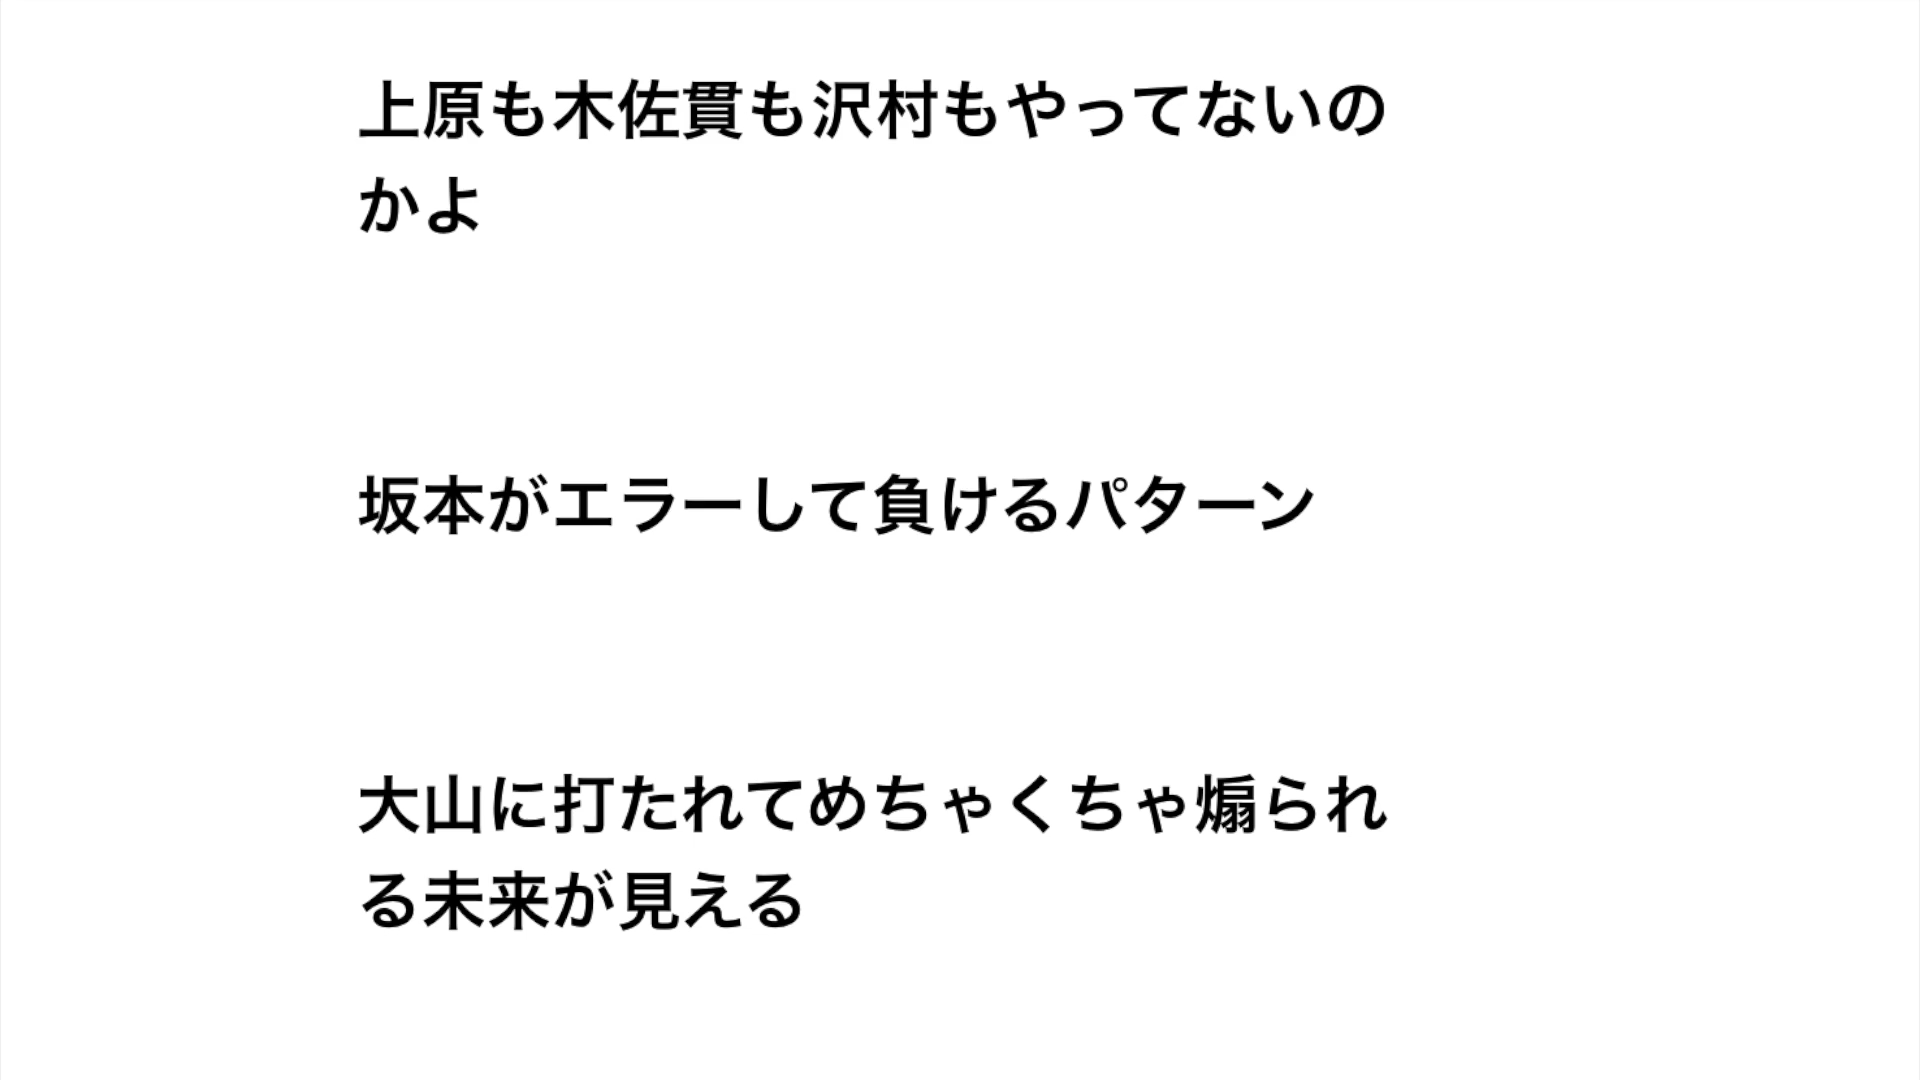 上原も木佐貫も沢村もやってないの
かよ
坂本がエラーして負けるパターン
大山に打たれてめちゃくちゃ煽られ
る未来が見える